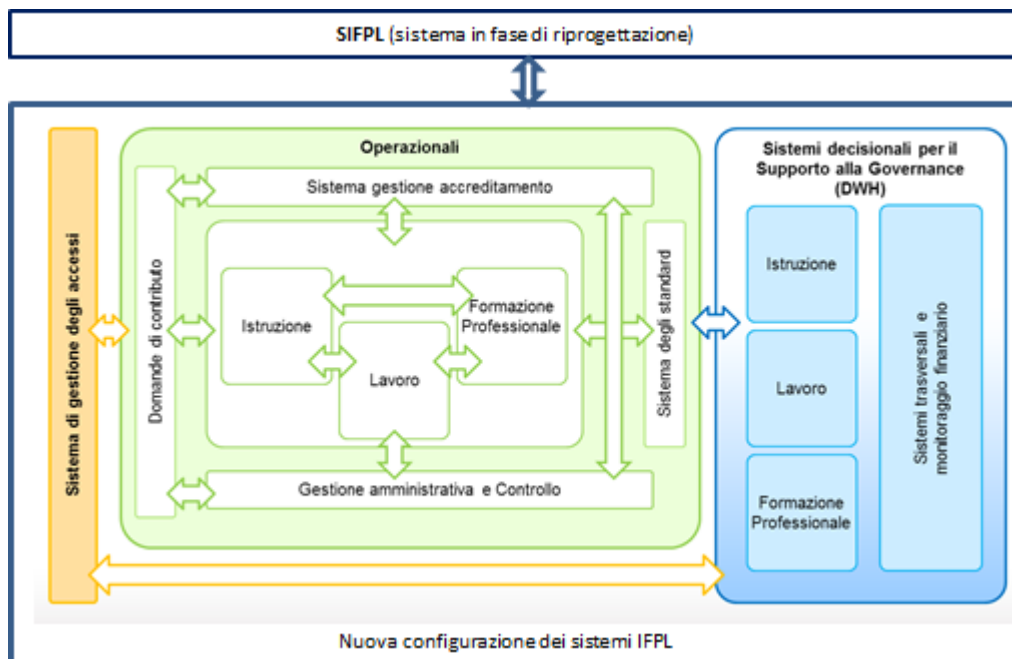 SIFPL (sistema in fase di riprogettazione)
Sistema di gestione degli accessi
Operazionali
Domande di contributo
Sistema gestione accreditamento
Istruzione
Formazione
Professionale
Lavoro
Sistema degli standard
Gestione amministrativa e Controllo
Sistemi decisionali per il
Supporto alla Governance
(DWH)
Istruzione
Lavoro
Formazione
Professionale
Sistemi trasversali e
monitoraggio finanziario
Nuova configurazione dei sistemi IFPL